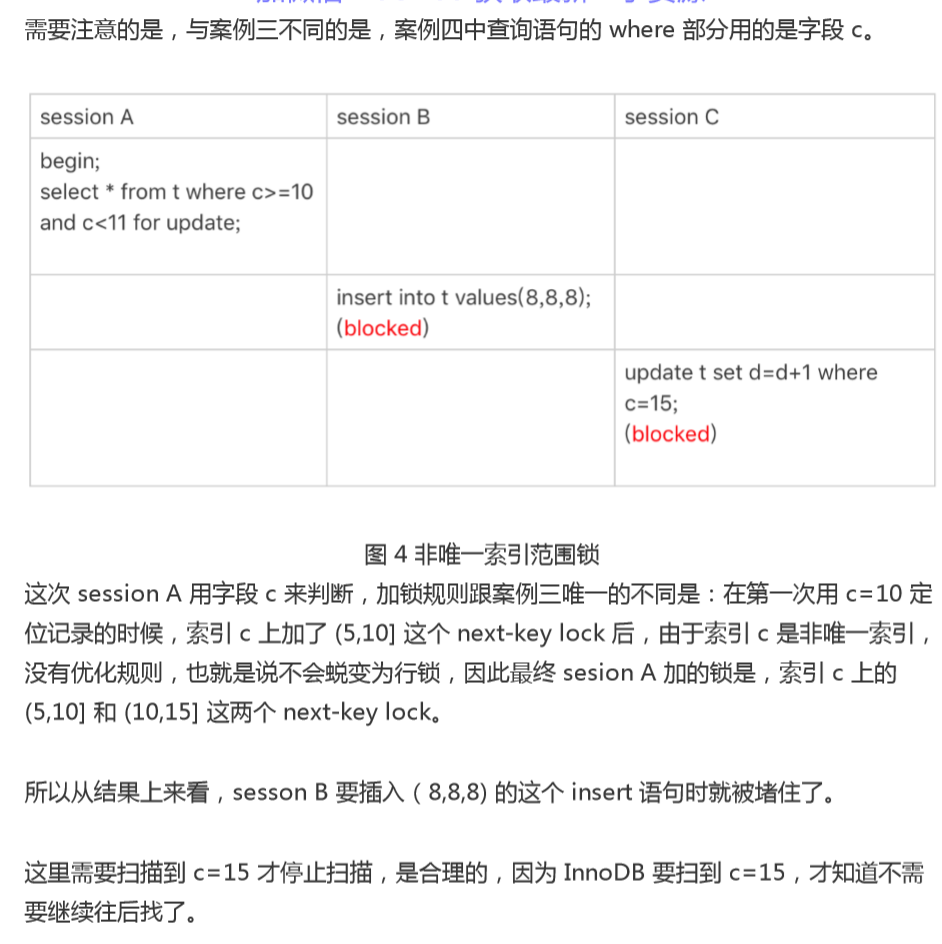 需要注意的是，与案例三不同的是，案例四中查询语句的 where 部分用的是字段 c。
session A
session B
session C
begin;
select * from t where c>=10
and c<11 for update;
insert into t values(8,8,8);
(blocked)
update t set d=d+1 where
c=15;
(blocked)
图 4 非唯一索引范围锁
这次 session A 用字段 c 来判断，加锁规则跟案例三唯一的不同是：在第一次用 c=10 定
位记录的时候，索引 c 上加了 (5,10] 这个 next-key lock 后，由于索引 c 是非唯一索引，
没有优化规则，也就是说不会蜕变为行锁，因此最终 sesion A 加的锁是，索引 c 上的
(5,10] 和 (10,15] 这两个 next-key lock。
所以从结果上来看，sesson B 要插入（ 8,8,8) 的这个 insert 语句时就被堵住了。
这里需要扫描到 c=15 才停止扫描，是合理的，因为 InnoDB 要扫到 c=15，才知道不需
要继续往后找了。